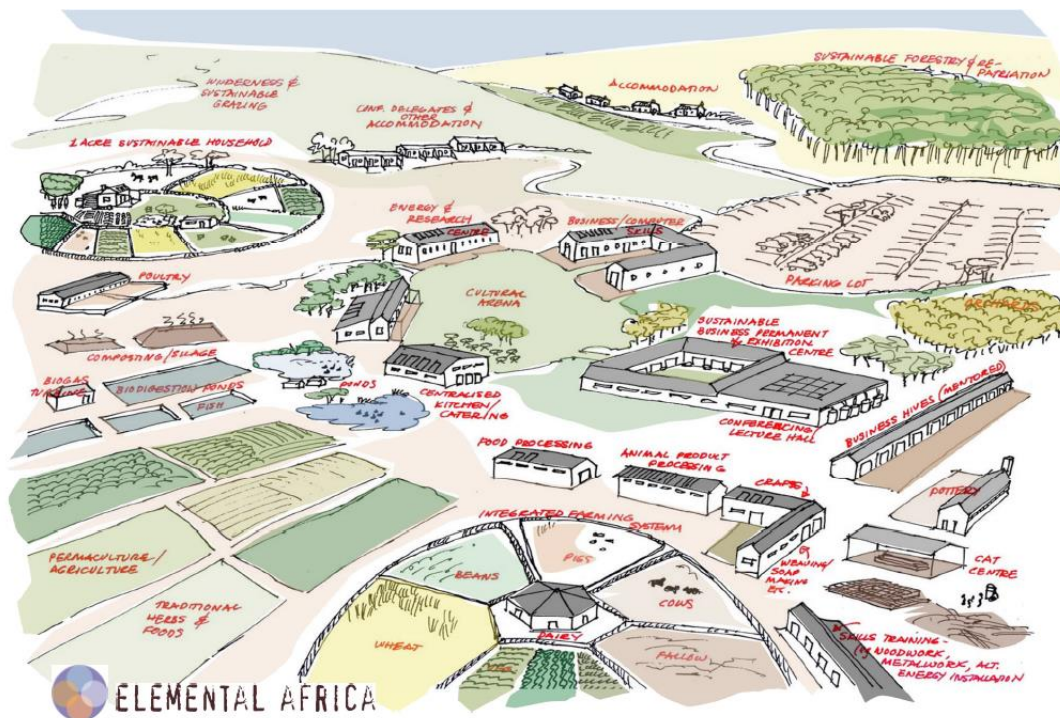 WILDERNESS &
SUSTAINABLE
GRAZING
SUSTAINABLE FORESTRY & RE-
PATRIATION
ACCOMMODATION
CONF. DELEGATES &
OTHER
ACCOMMODATION
1 ACRE SUSTAINABLE HOUSEHOLD
ENERGY &
RESEARCH
CENTRE
BUSINESS/COMPUTER
SKILLS
POULTRY
CULTURAL
ARENA
PARKING LOT
ORCHARDS
COMPOSTING/SILAGE
SUSTAINABLE
BUSINESS PERMANENT
& EXHIBITION
CENTRE
BIOGAS
TURBINE
BIODIGESTION PONDS
FISH
PONDS
CENTRALISED
KITCHEN/
CATERING
CONFERENCING/
LECTURE HALL
BUSINESS HIVES (MENTORED)
FOOD PROCESSING
ANIMAL PRODUCT
PROCESSING
CRAFTS
POTTERY
INTEGRATED FARMING
SYSTEM
PIGS
WEAVING/
SOAP
MAKING
ETC.
CAT
CENTRE
PERMACULTURE/
AGRICULTURE
BEANS
COWS
TRADITIONAL
HERBS &
FOODS
WHEAT
DAIRY
FALLOW
SKILLS TRAINING -
WOODWORK,
METALWORK, ALT.
ENERGY INSTALLATION
ELEMENTAL AFRICA